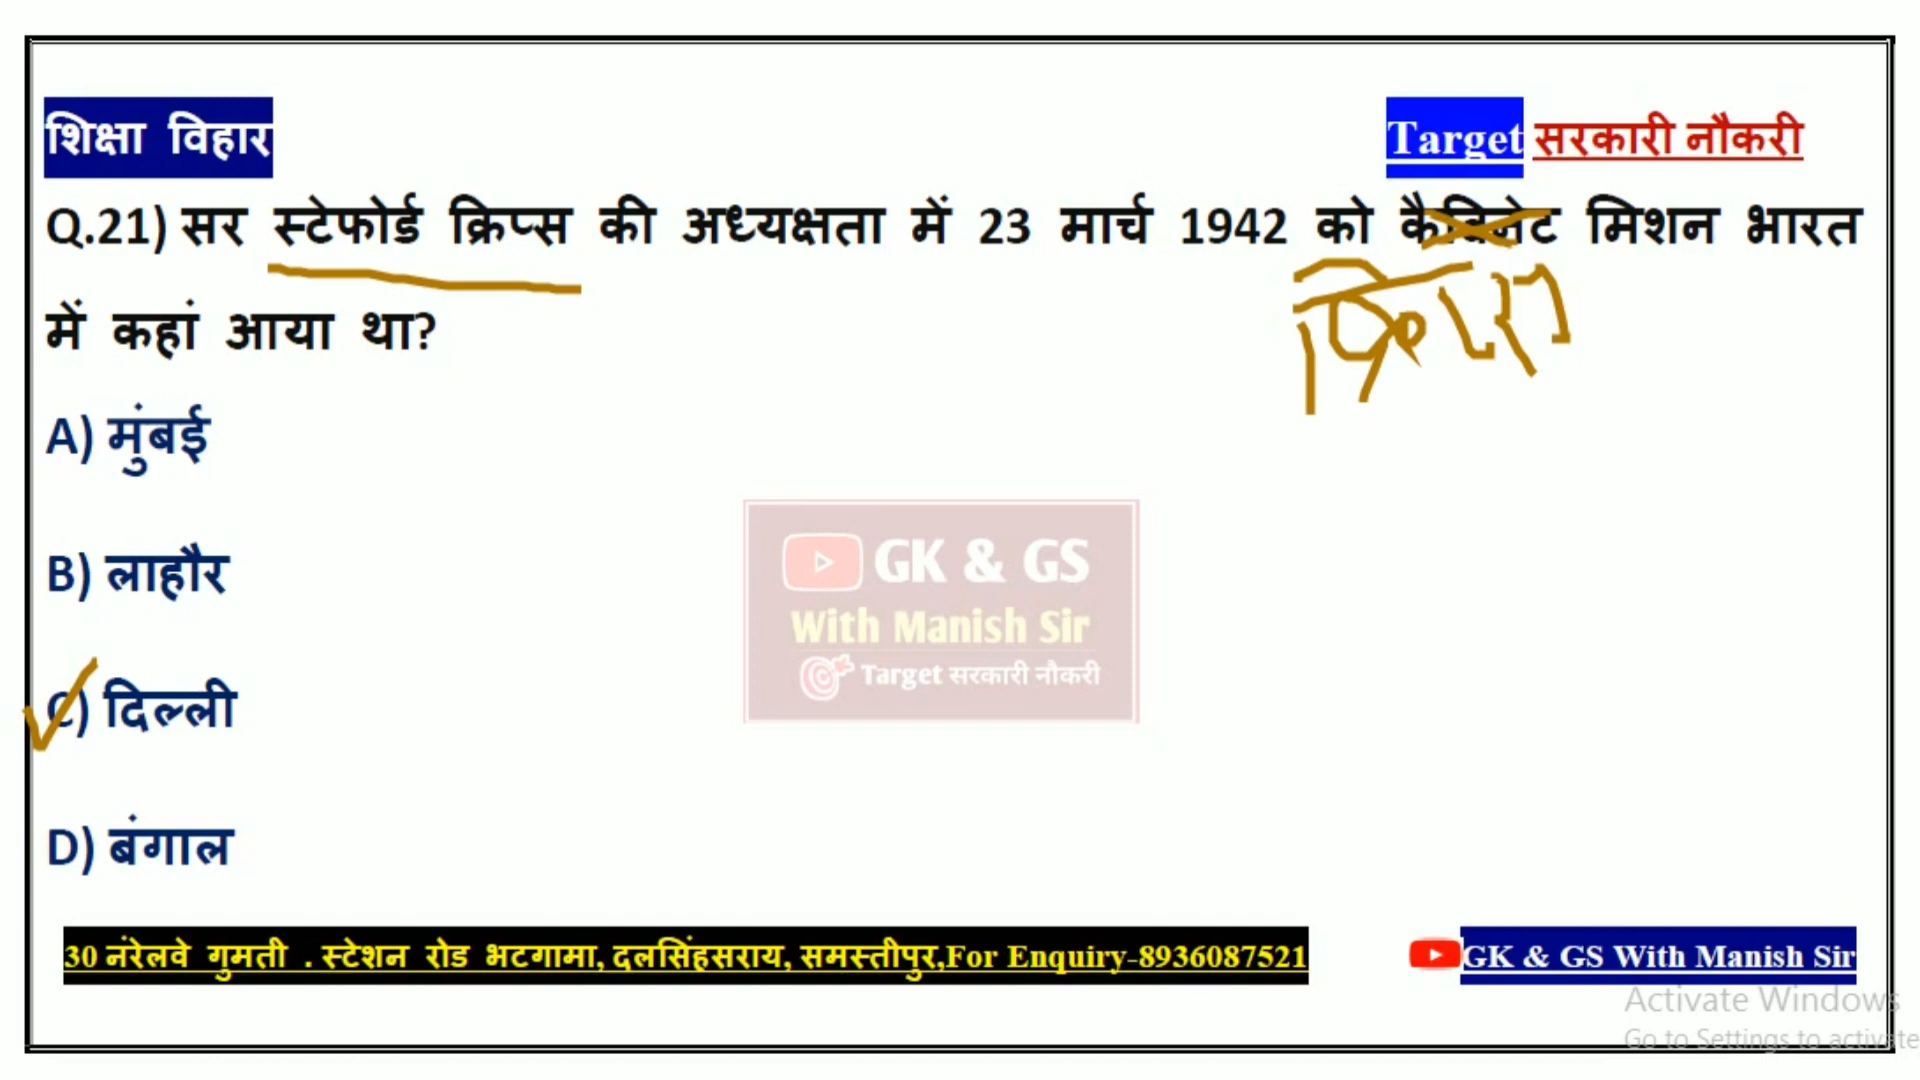 शिक्षा विहार
Target सरकारी नौकरी
Q.21) सर स्टेफोर्ड क्रिप्स की अध्यक्षता में 23 मार्च 1942 को कैबिनेट मिशन भारत
में कहां आया था?
A) मुंबई
B) लाहौर
C) दिल्ली
D) बंगाल
GK & GS
With Manish Sir
Target सरकारी नौकरी
30 नंरेलवे गुमती . स्टेशन रोड भटगामा, दलसिंहसराय, समस्तीपुर,For Enquiry-8936087521
GK & GS With Manish Sir
Activate Windows
Go to Settings to activate